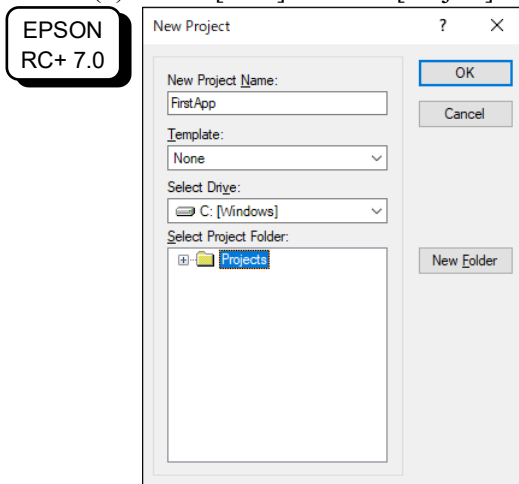 EPSON
RC+ 7.0
New Project
?
New Project Name:
OK
FirstApp
Cancel
Template:
None
Select Drive:
C: [Windows]
Select Project Folder:
Projects
New Folder